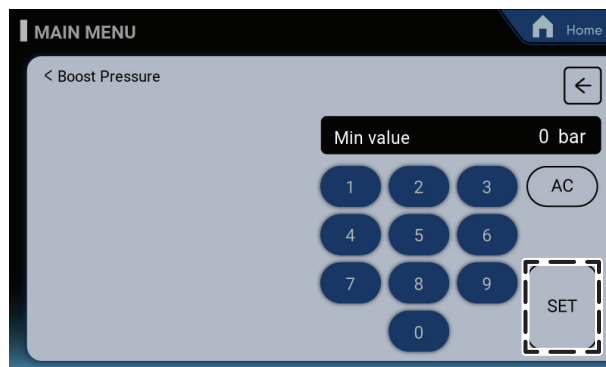 MAIN MENU
Home
< Boost Pressure
Min value 0 bar
1 2 3 AC
4 5 6
7 8 9
SET
0